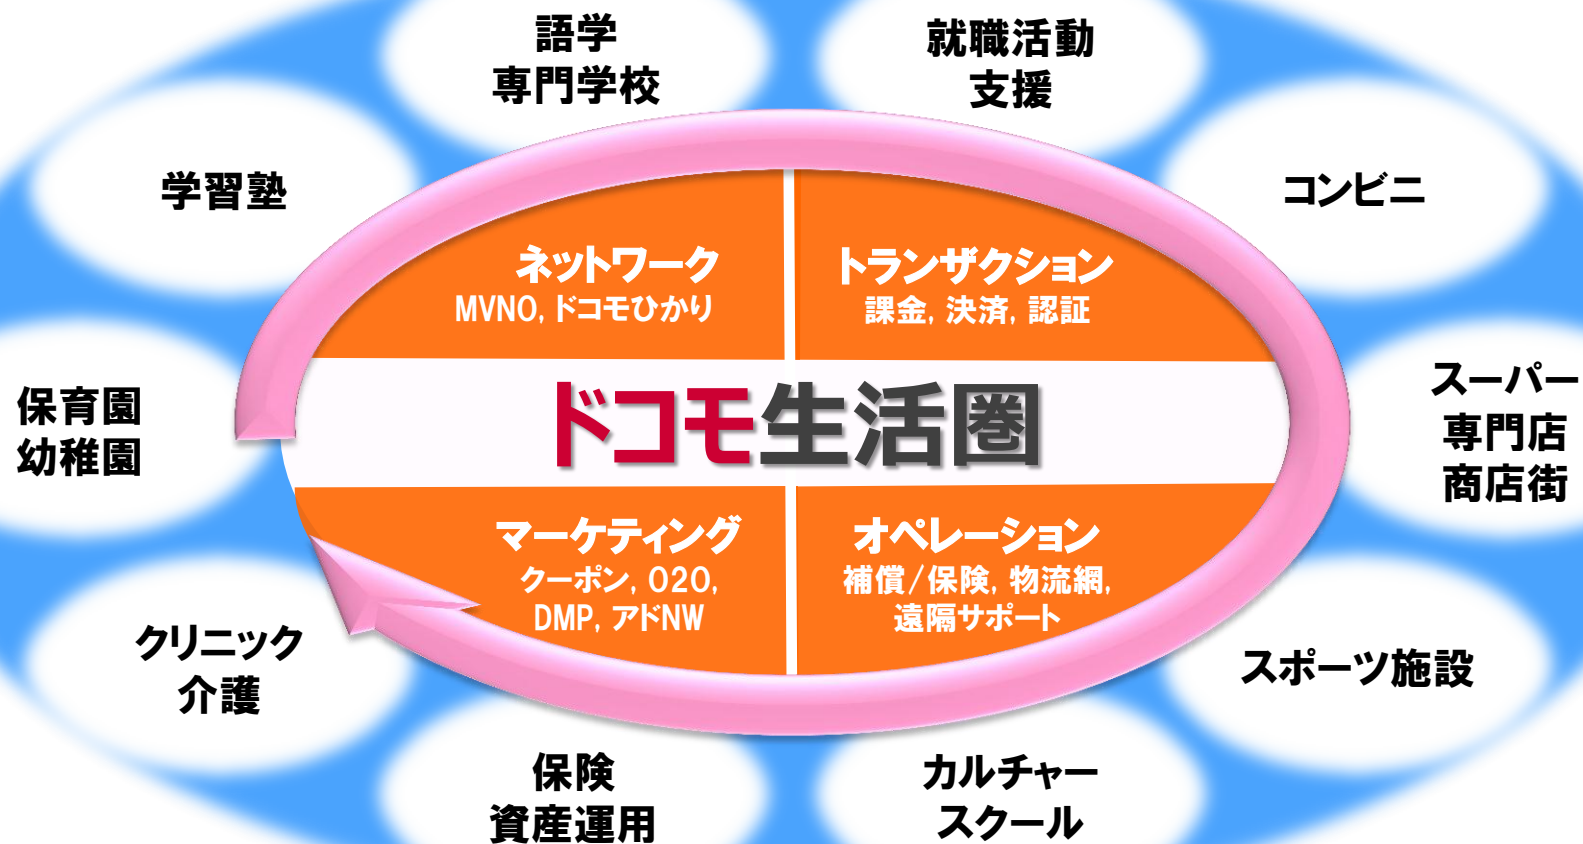 語学
専門学校
就職活動
支援
学習塾
コンビニ
ネットワーク
MVNO, ドコモひかり
トランザクション
課金, 決済, 認証
保育園
幼稚園
ドコモ生活圏
スーパー
専門店
商店街
マーケティング
クーポン, O2O,
DMP, アドNW
オペレーション
補償/保険, 物流網,
遠隔サポート
クリニック
介護
スポーツ施設
保険
資産運用
カルチャー
スクール